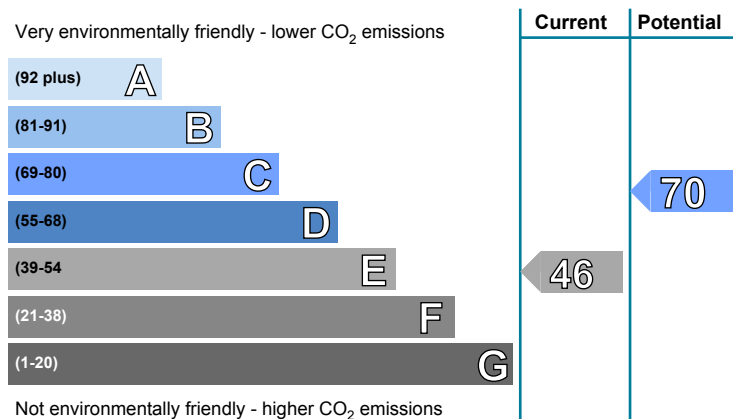 Very environmentally friendly - lower CO₂ emissions
Current
Potential
(92 plus) A
(81-91) B
(69-80) C
70
(55-68) D
(39-54 E
46
(21-38) F
(1-20) G
Not environmentally friendly - higher CO₂ emissions